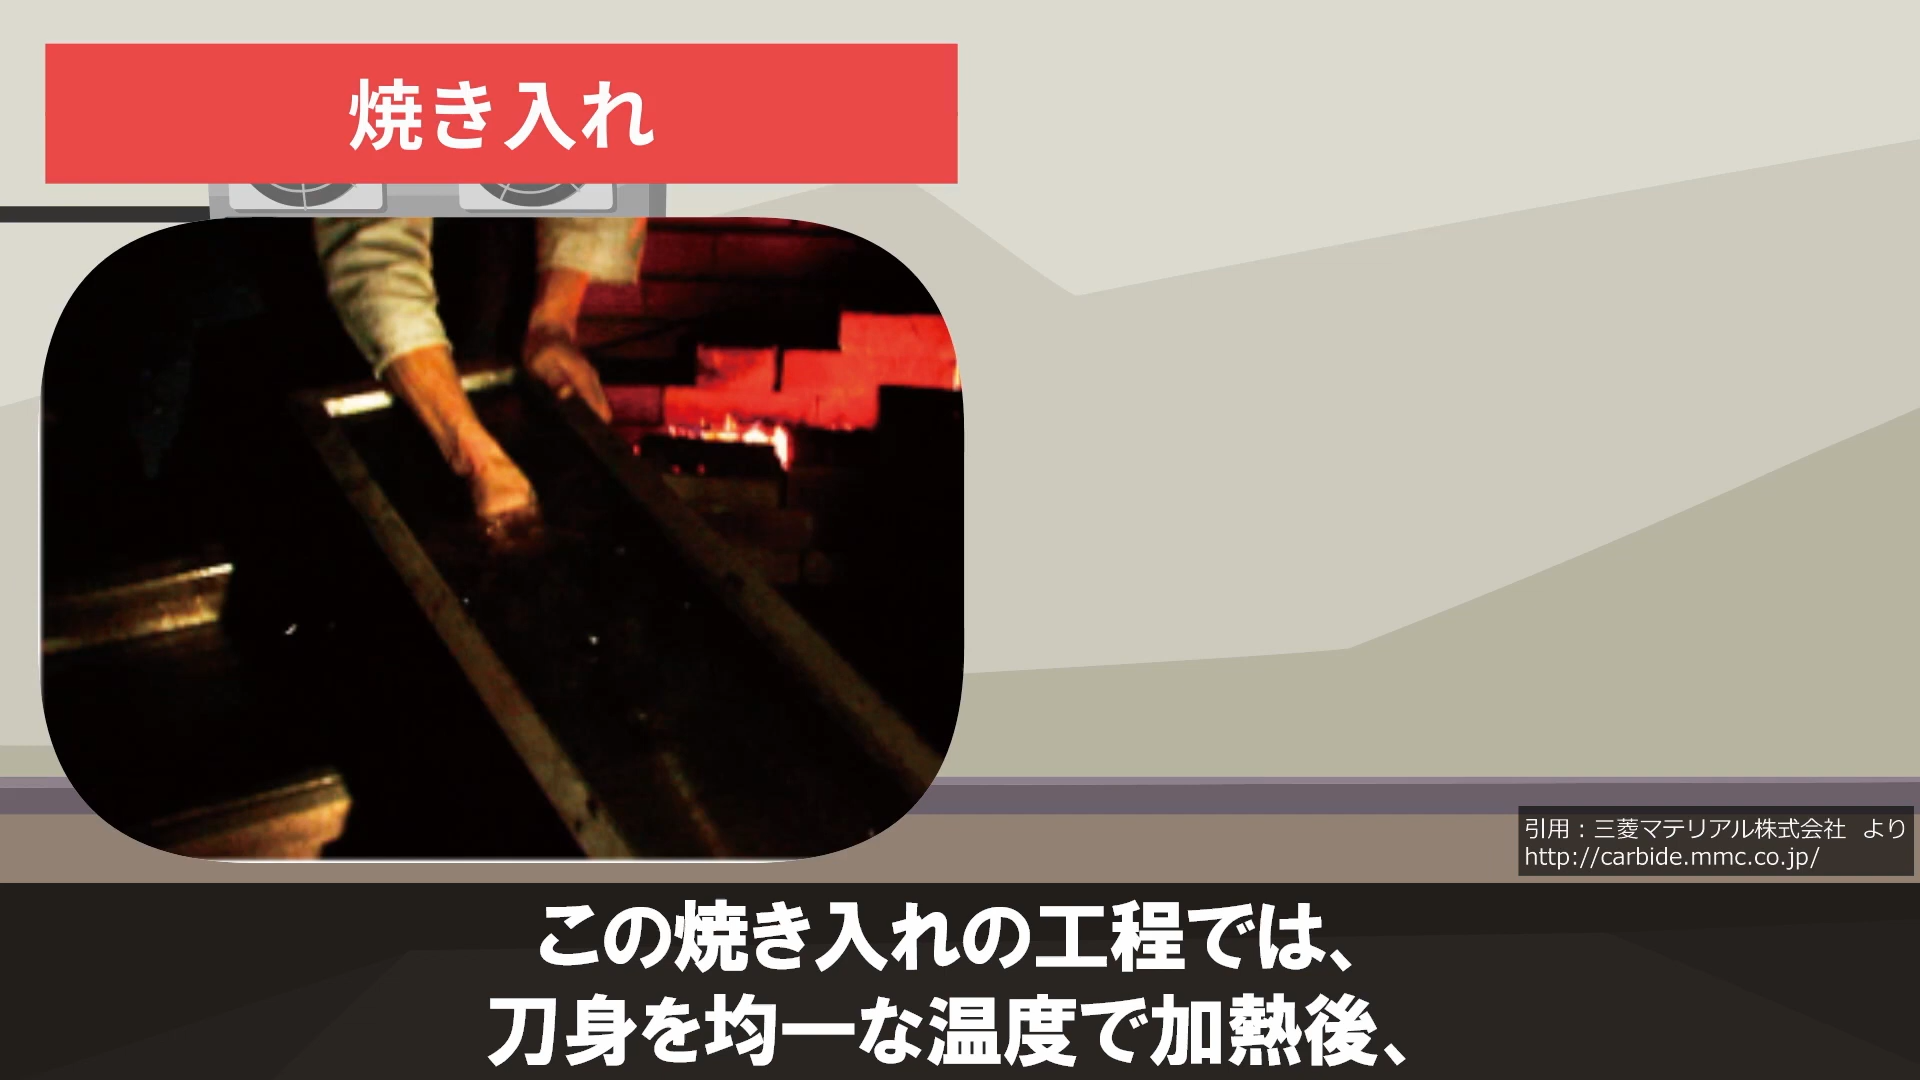 焼き入れ
引用：三菱マテリアル株式会社 より
http://carbide.mmc.co.jp/
この焼き入れの工程では、
刀身を均一な温度で加熱後、